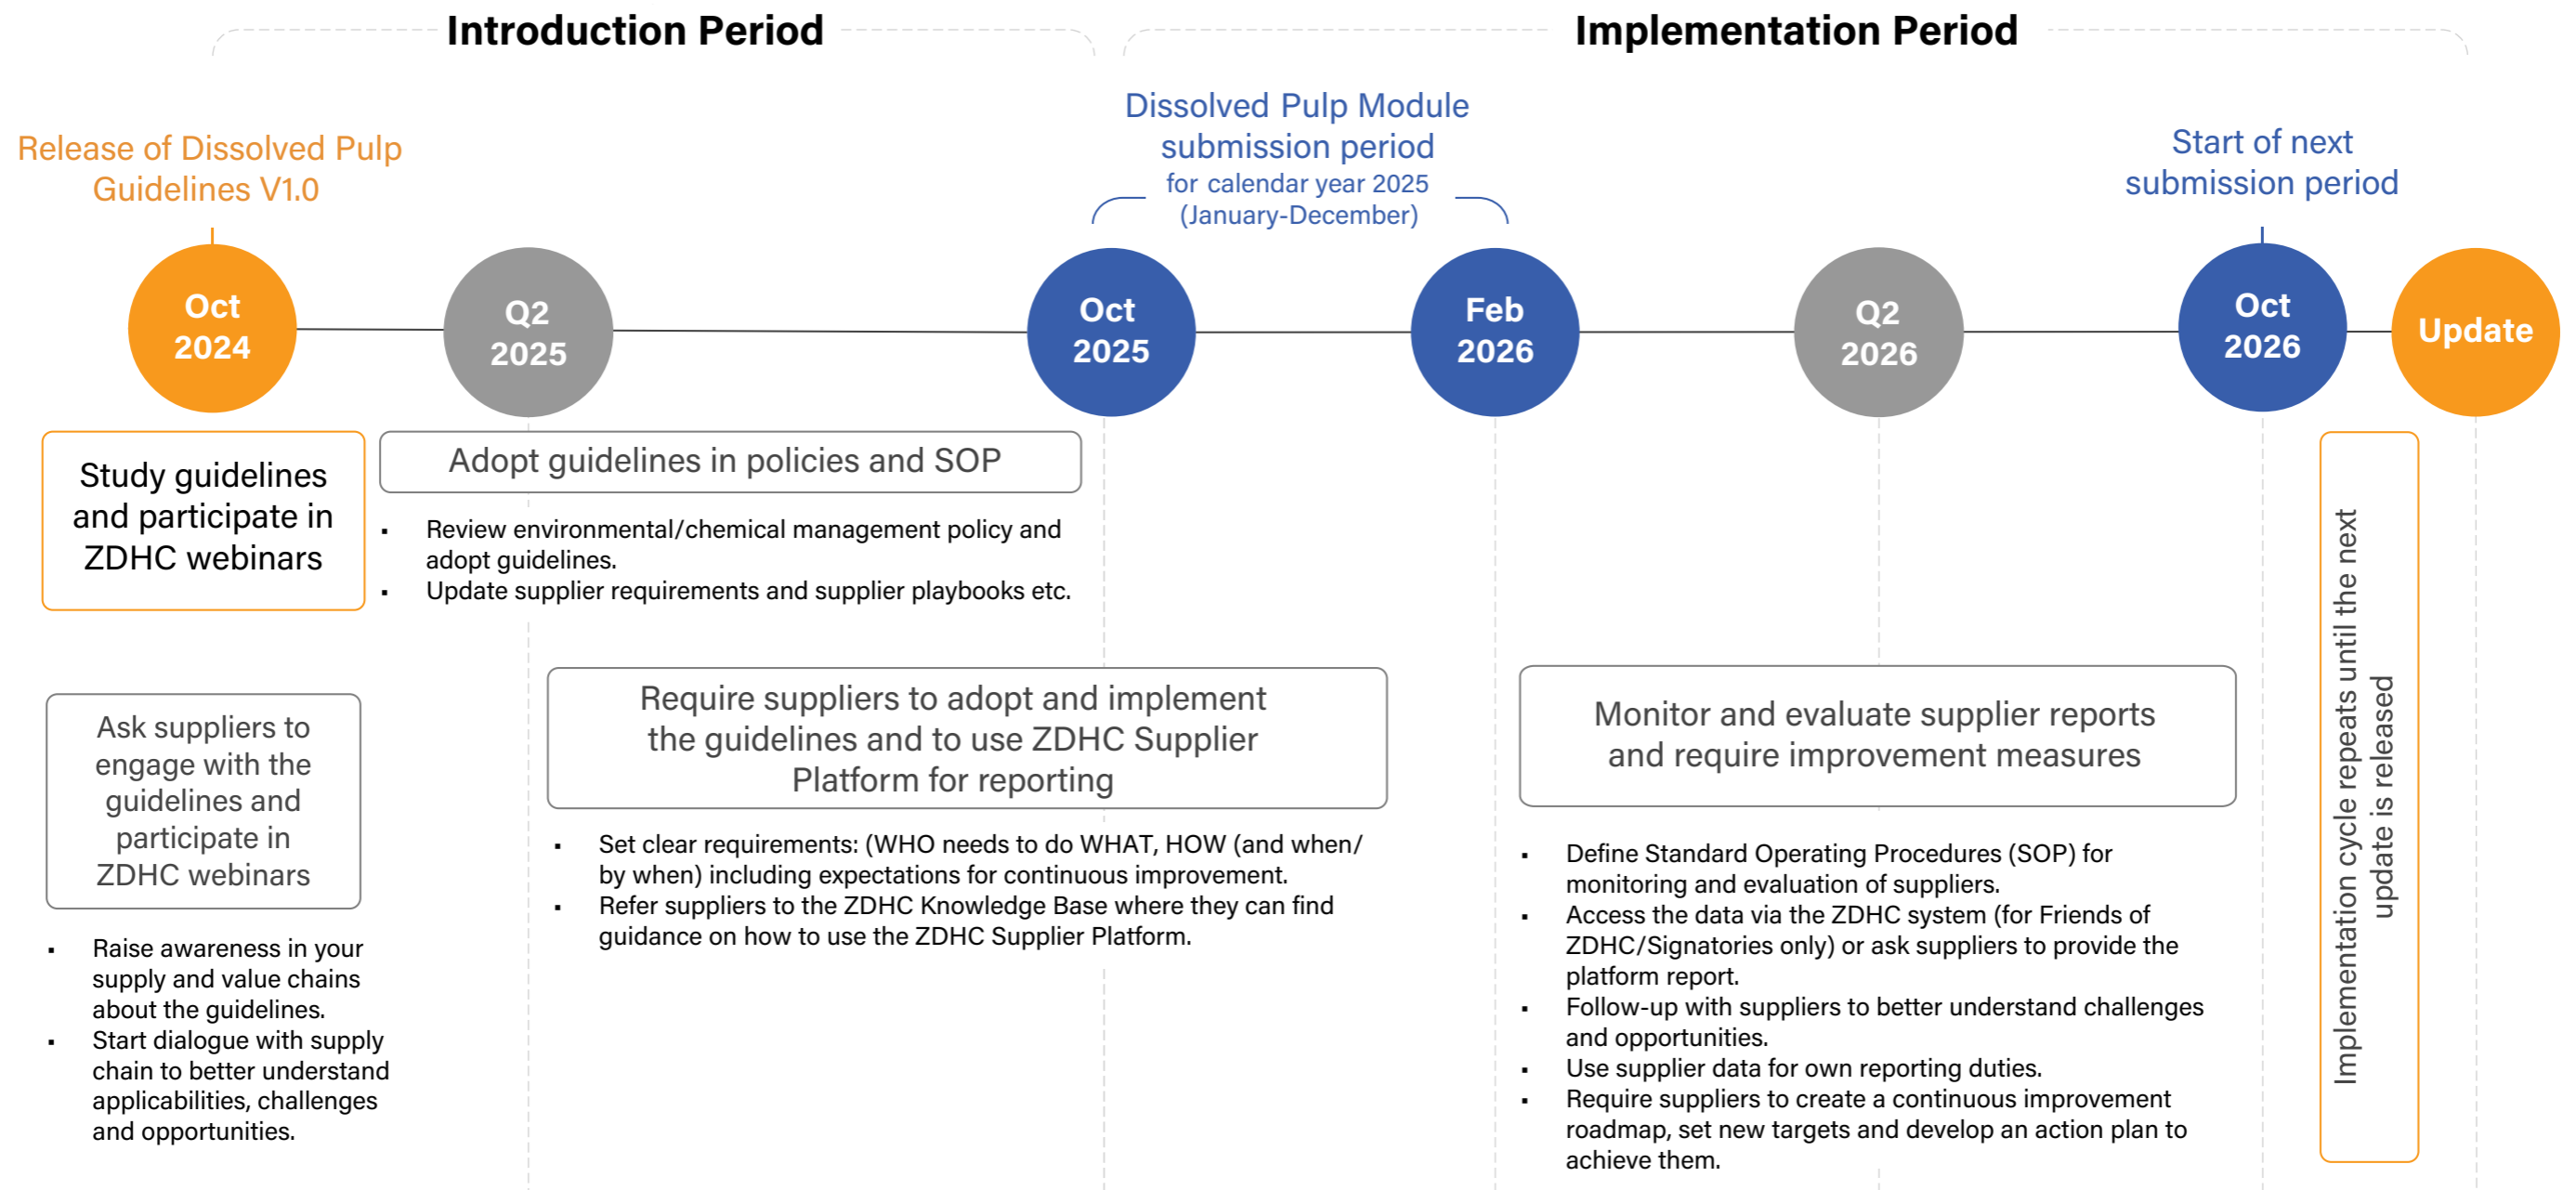 Introduction Period
Implementation Period
Release of Dissolved Pulp
Guidelines V1.0
Dissolved Pulp Module
submission period
for calendar year 2025
(January-December)
Start of next
submission period
Oct
2024
Q2
2025
Oct
2025
Feb
2026
Q2
2026
Oct
2026
Update
Study guidelines
and participate in
ZDHC webinars
Adopt guidelines in policies and SOP
▪ Review environmental/chemical management policy and
adopt guidelines.
▪ Update supplier requirements and supplier playbooks etc.
Ask suppliers to
engage with the
guidelines and
participate in
ZDHC webinars
▪ Raise awareness in your
supply and value chains
about the guidelines.
▪ Start dialogue with supply
chain to better understand
applicabilities, challenges
and opportunities.
Require suppliers to adopt and implement
the guidelines and to use ZDHC Supplier
Platform for reporting
▪ Set clear requirements: (WHO needs to do WHAT, HOW (and when/
by when) including expectations for continuous improvement.
▪ Refer suppliers to the ZDHC Knowledge Base where they can find
guidance on how to use the ZDHC Supplier Platform.
Monitor and evaluate supplier reports
and require improvement measures
▪ Define Standard Operating Procedures (SOP) for
monitoring and evaluation of suppliers.
▪ Access the data via the ZDHC system (for Friends of
ZDHC/Signatories only) or ask suppliers to provide the
platform report.
▪ Follow-up with suppliers to better understand challenges
and opportunities.
▪ Use supplier data for own reporting duties.
▪ Require suppliers to create a continuous improvement
roadmap, set new targets and develop an action plan to
achieve them.
Implementation cycle repeats until the next
update is released